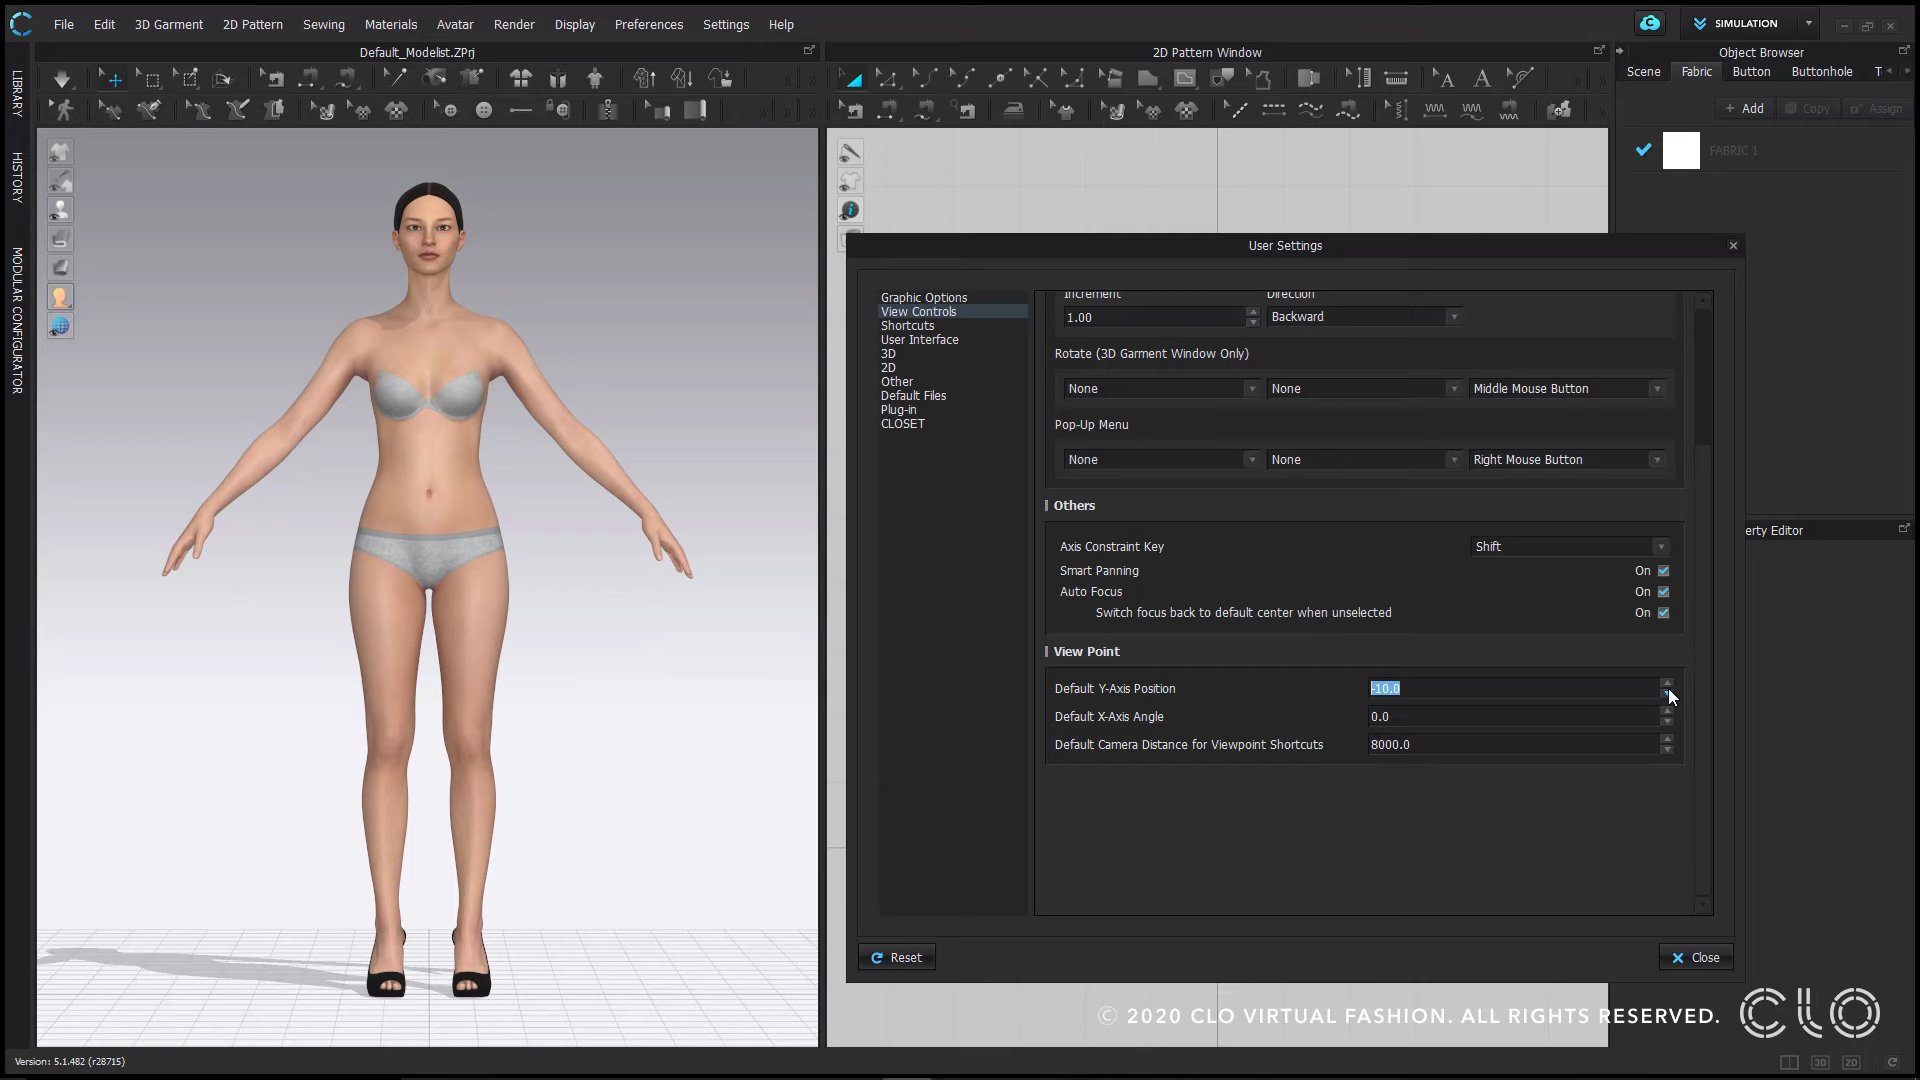 File Edit 3D Garment 2D Pattern Sewing Materials Avatar Render Display Preferences Settings Help
SIMULATION
Default_Modelist.ZPrj
2D Pattern Window
Object Browser
Scene Fabric Button Buttonhole T
+ Add Copy Assign
FABRIC 1
LIBRARY
HISTORY
MODULAR CONFIGURATOR
User Settings
Graphic Options
View Controls
Shortcuts
User Interface
3D
2D
Other
Default Files
Plug-in
CLOSET
Increment Direction
1.00 Backward
Rotate (3D Garment Window Only)
None None Middle Mouse Button
Pop-Up Menu
None None Right Mouse Button
Others
Axis Constraint Key Shift
Smart Panning On
Auto Focus On
Switch focus back to default center when unselected On
View Point
Default Y-Axis Position -10.0
Default X-Axis Angle 0.0
Default Camera Distance for Viewpoint Shortcuts 8000.0
Reset
Close
erty Editor
© 2020 CLO VIRTUAL FASHION. ALL RIGHTS RESERVED.
CLO
Version: 5.1.482 (r28715)
3D 2D